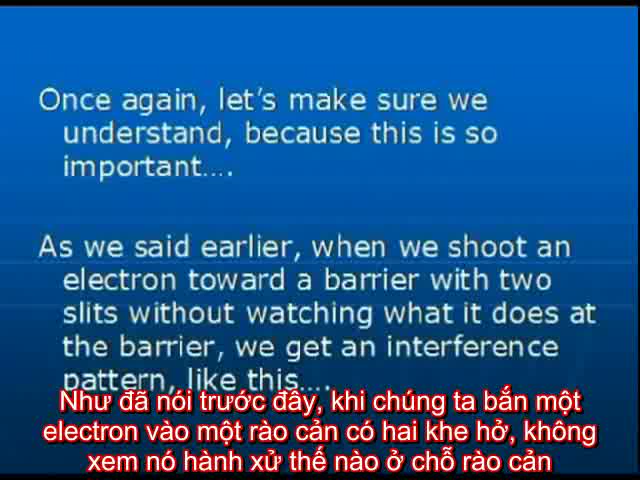 Once again, let's make sure we
understand, because this is so
important....
As we said earlier, when we shoot an
electron toward a barrier with two
slits without watching what it does at
the barrier, we get an interference
pattern, like this....
Như đã nói trước đây, khi chúng ta bắn một
electron vào một rào cản có hai khe hở, không
xem nó hành xử thế nào ở chỗ rào cản